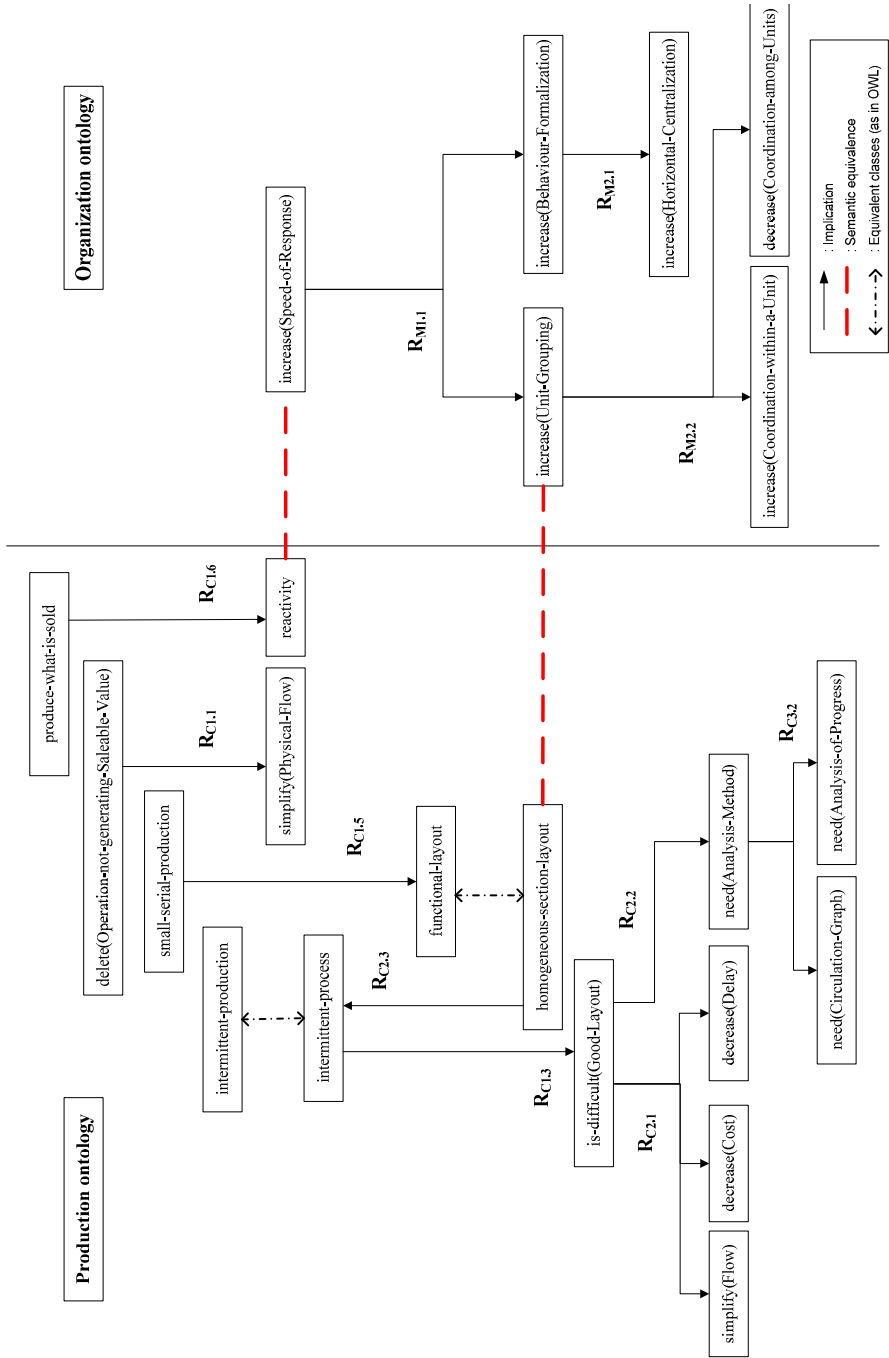 Production ontology
Organization ontology
produce-what-is-sold
delete(Operation-not-generating-Saleable-Value)
R_C1.6
R_C1.1
small-serial-production
intermittent-production
simplify(Physical-Flow)
reactivity
increase(Speed-of-Response)
intermittent-process
R_C1.5
R_M1.1
R_C2.3
functional-layout
homogeneous-section-layout
increase(Unit-Grouping)
increase(Behaviour-Formalization)
R_C1.3
is-difficult(Good-Layout)
R_M2.1
R_C2.1
R_C2.2
R_M2.2
increase(Horizontal-Centralization)
simplify(Flow)
decrease(Cost)
decrease(Delay)
need(Analysis-Method)
increase(Coordination-within-a-Unit)
decrease(Coordination-among-Units)
R_C3.2
need(Circulation-Graph)
need(Analysis-of-Progress)
: Implication
: Semantic equivalence
: Equivalent classes (as in OWL)